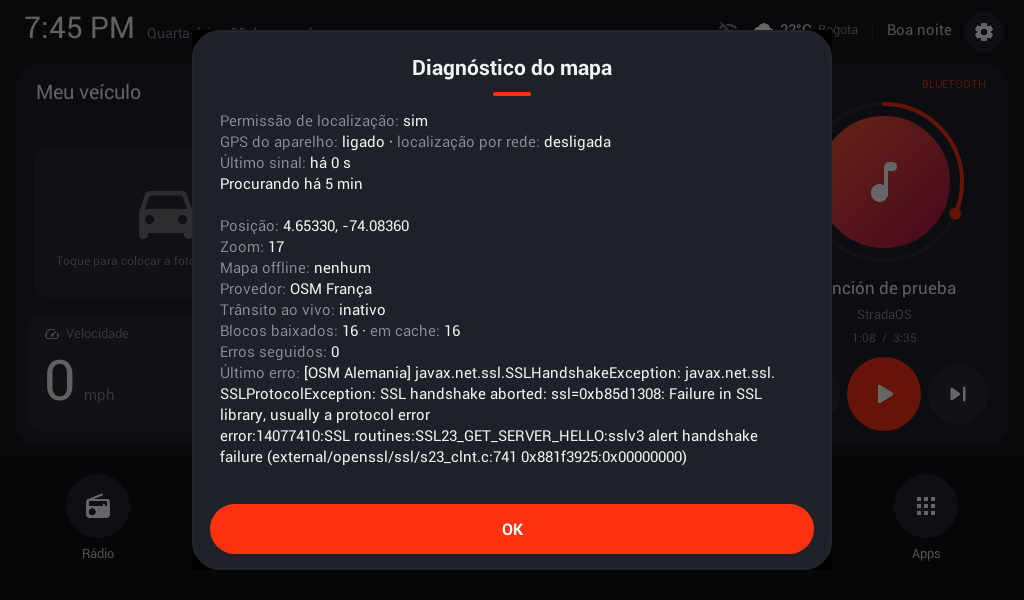 7:45 PM
22°C Bogota
Boa noite
Meu veículo
BLUETOOTH
Diagnóstico do mapa
Permissão de localização: sim
GPS do aparelho: ligado · localização por rede: desligada
Último sinal: há 0 s
Procurando há 5 min
Posição: 4.65330, -74.08360
Zoom: 17
Mapa offline: nenhum
Provedor: OSM França
Trânsito ao vivo: inativo
Blocos baixados: 16 · em cache: 16
Erros seguidos: 0
Último erro: [OSM Alemania] javax.net.ssl.SSLHandshakeException: javax.net.ssl.
SSLProtocolException: SSL handshake aborted: ssl=0xb85d1308: Failure in SSL
library, usually a protocol error
error:14077410:SSL routines:SSL23_GET_SERVER_HELLO:sslv3 alert handshake
failure (external/openssl/ssl/s23_clnt.c:741 0x881f3925:0x00000000)
OK
Toque para colocar a foto
Velocidade
0 mph
nción de prueba
StradaOS
1:08 / 3:35
Rádio
Apps